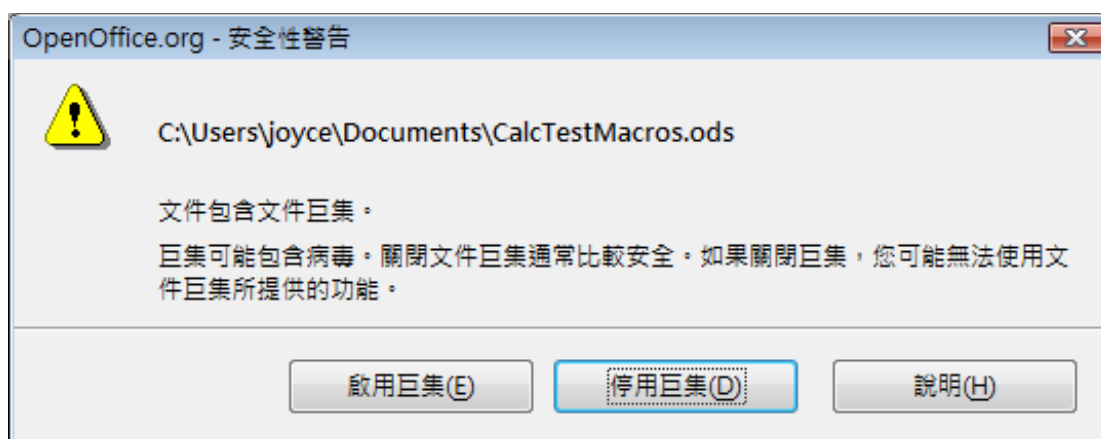 OpenOffice.org - 安全性警告
C:\Users\joyce\Documents\CalcTestMacros.ods
文件包含文件巨集。
巨集可能包含病毒。關閉文件巨集通常比較安全。如果關閉巨集，您可能無法使用文
件巨集所提供的功能。
啟用巨集(E) 停用巨集(D) 說明(H)